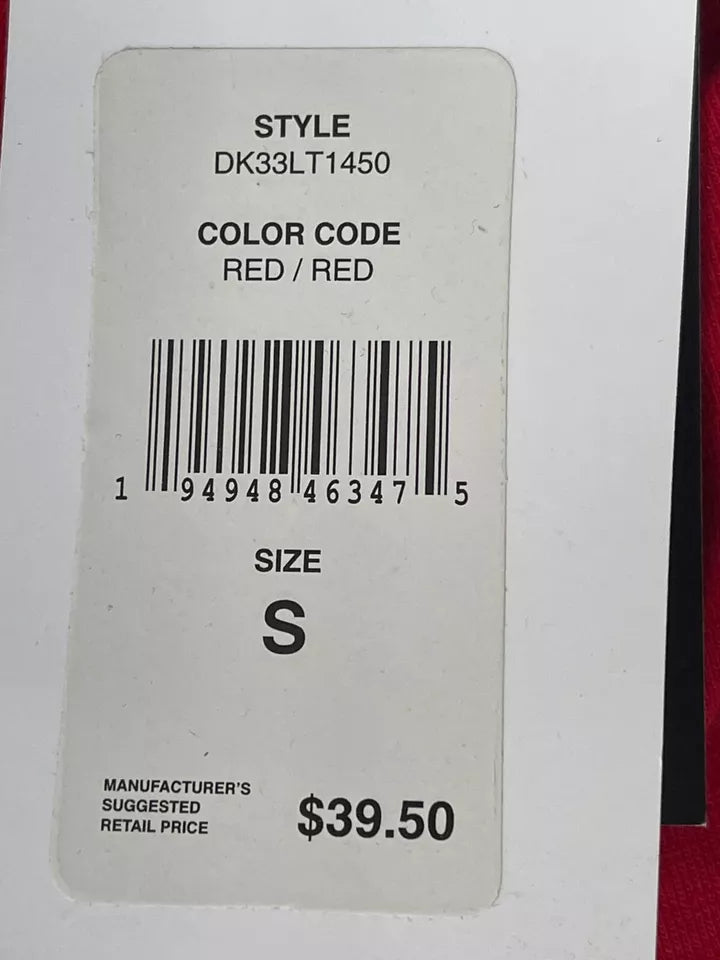 STYLE
DK33LT1450
COLOR CODE
RED / RED
1 94948 46347 5
SIZE
S
MANUFACTURER'S
SUGGESTED
RETAIL PRICE
$39.50